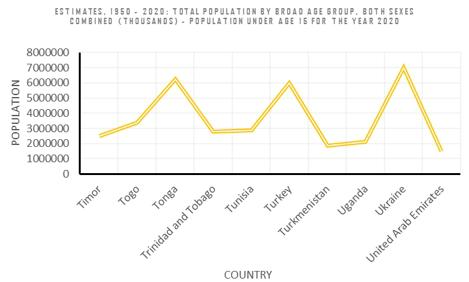 ESTIMATES, 1950 - 2020: TOTAL POPULATION BY BROAD AGE GROUP, BOTH SEXES
COMBINED (THOUSANDS) - POPULATION UNDER AGE 15 FOR THE YEAR 2020
8000000
7000000
6000000
5000000
4000000
3000000
2000000
1000000
0
POPULATION
Timor
Togo
Tonga
Trinidad and Tobago
Tunisia
Turkey
Turkmenistan
Uganda
Ukraine
United Arab Emirates
COUNTRY